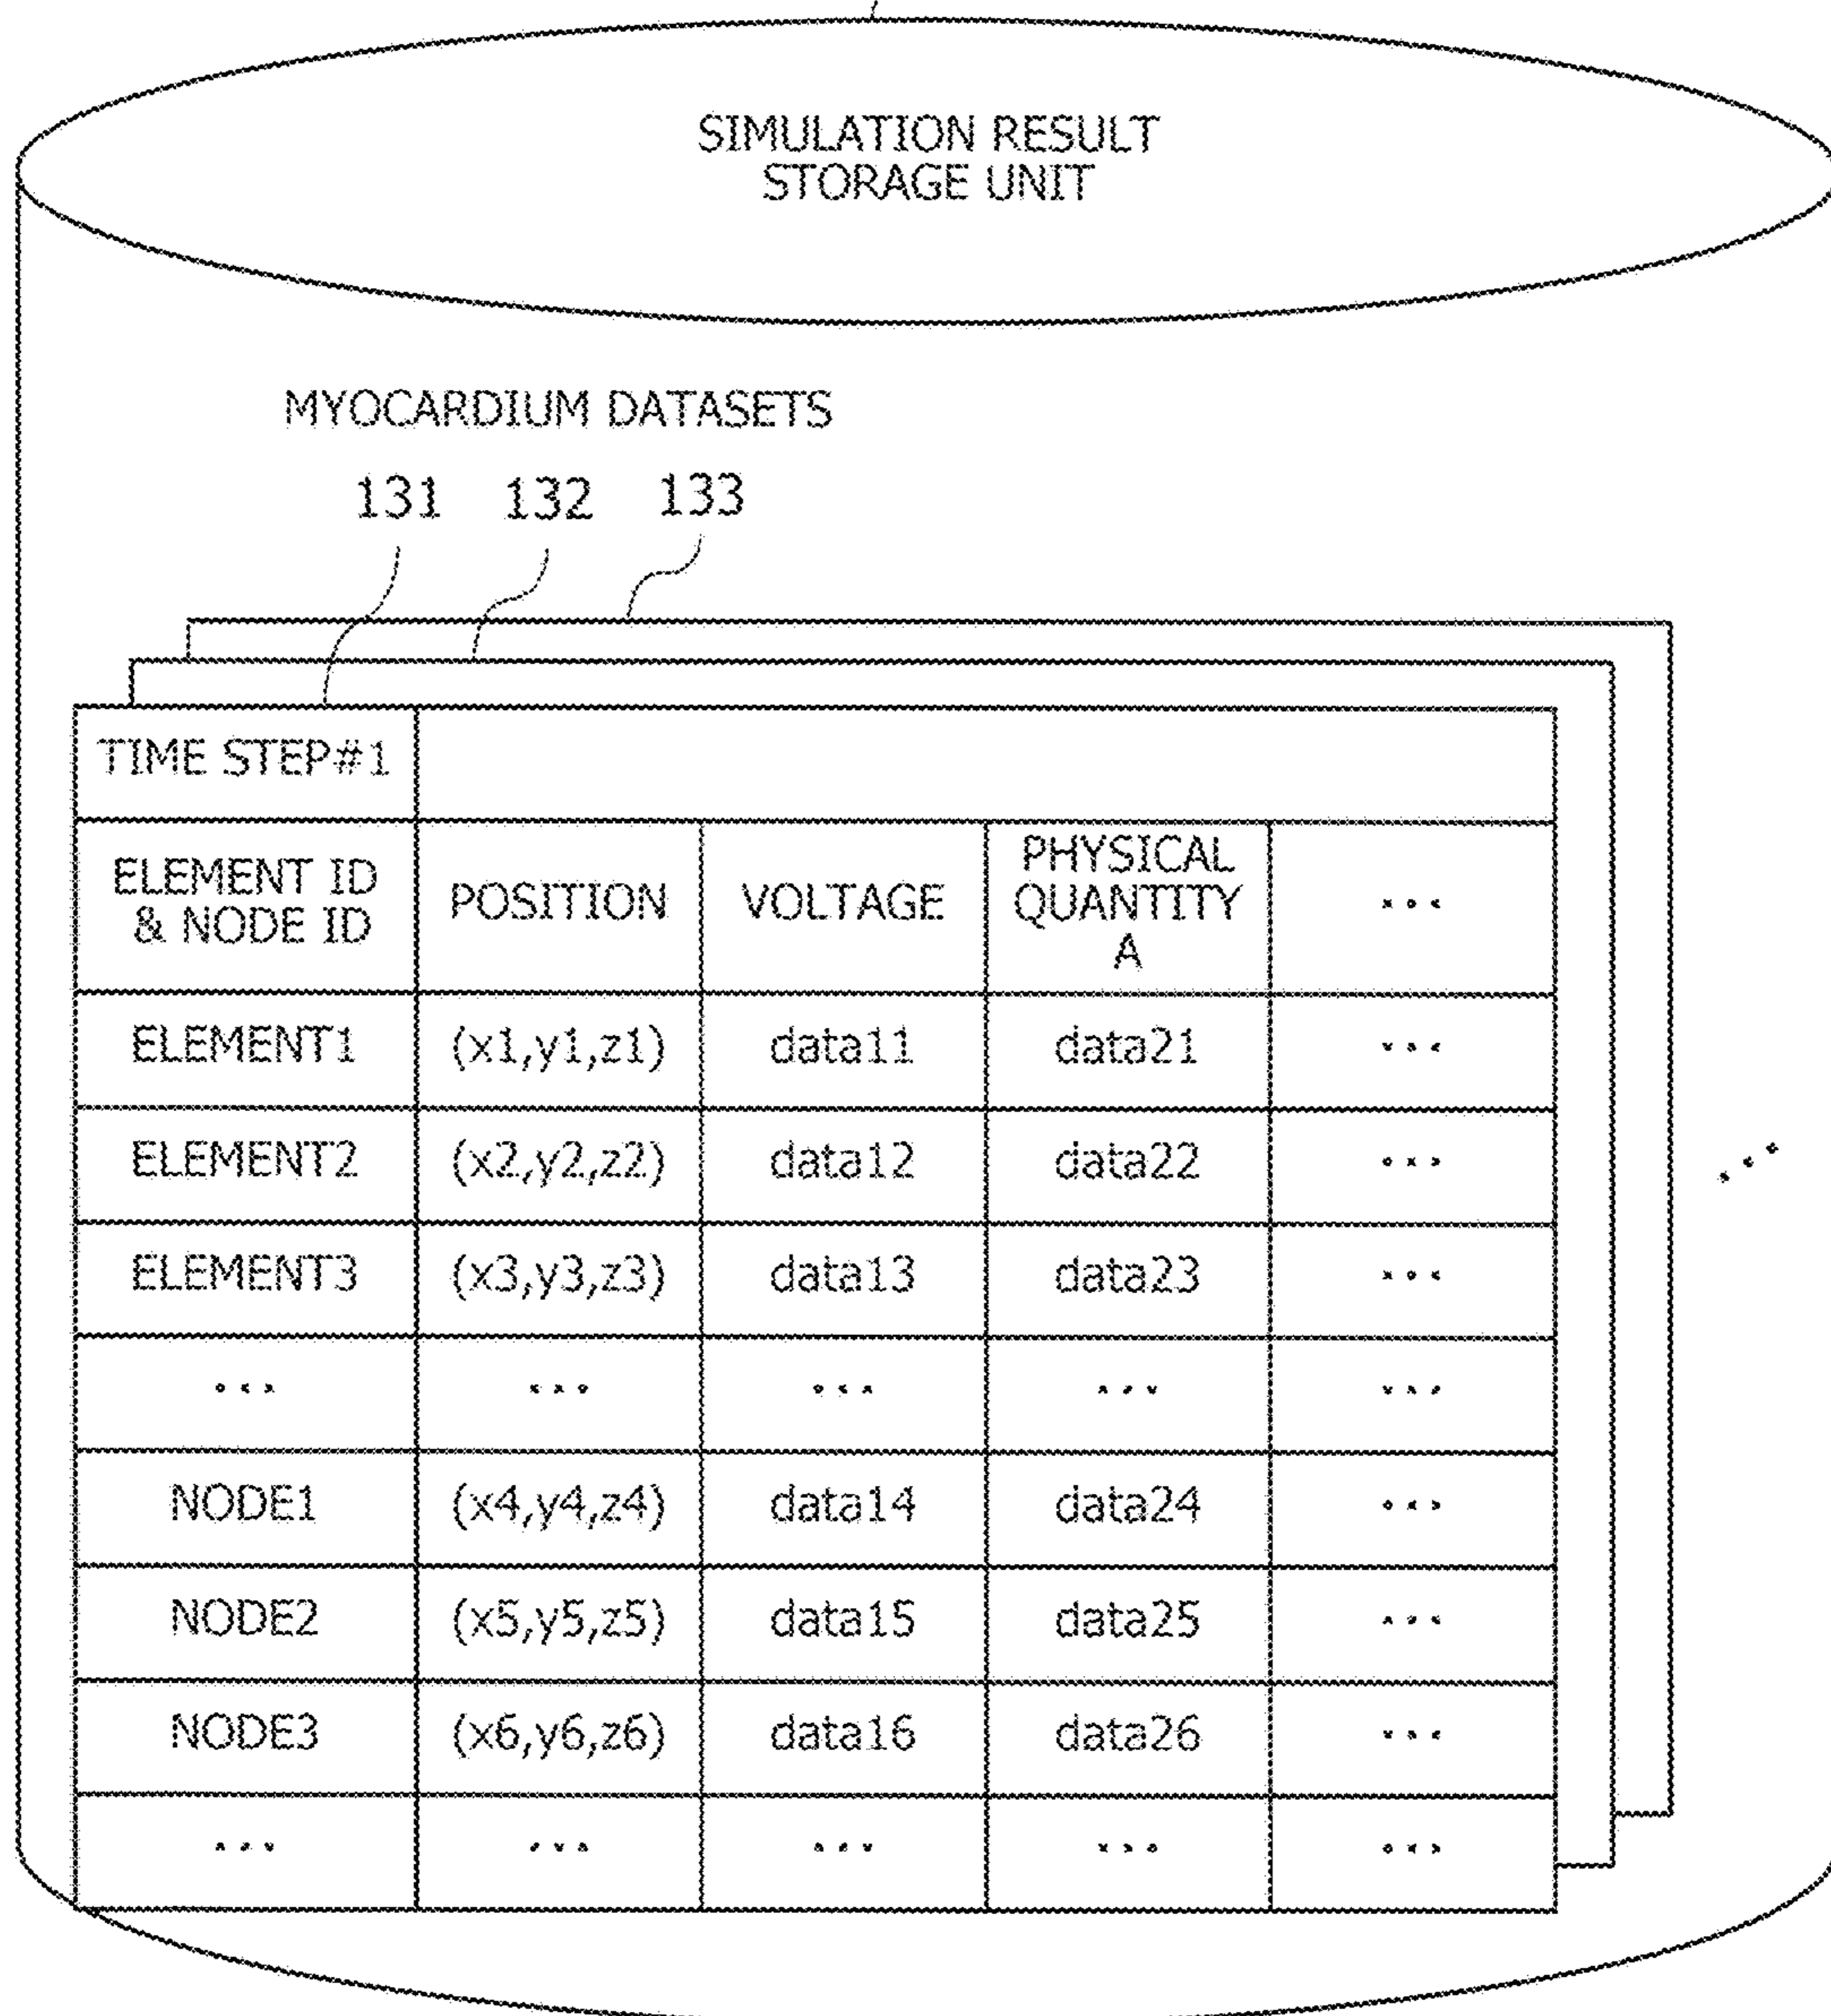 SIMULATION RESULT
STORAGE UNIT
MYOCARDIUM DATASETS
131 132 133
TIME STEP#1
ELEMENT ID
& NODE ID
POSITION
VOLTAGE
PHYSICAL
QUANTITY
A
...
ELEMENT1 (x1,y1,z1) data11 data21 ...
ELEMENT2 (x2,y2,z2) data12 data22 ...
ELEMENT3 (x3,y3,z3) data13 data23 ...
... ... ... ... ...
NODE1 (x4,y4,z4) data14 data24 ...
NODE2 (x5,y5,z5) data15 data25 ...
NODE3 (x6,y6,z6) data16 data26 ...
... ... ... ... ...
...